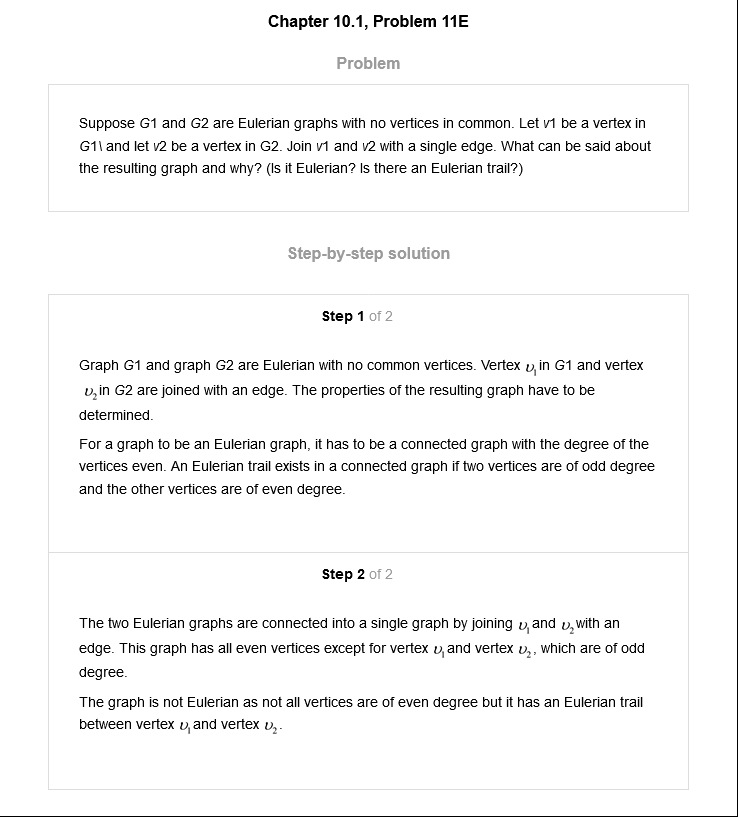 Chapter 10.1, Problem 11E
Problem
Suppose G1 and G2 are Eulerian graphs with no vertices in common. Let v1 be a vertex in
G1\ and let v2 be a vertex in G2. Join v1 and v2 with a single edge. What can be said about
the resulting graph and why? (Is it Eulerian? Is there an Eulerian trail?)
Step-by-step solution
Step 1 of 2
Graph G1 and graph G2 are Eulerian with no common vertices. Vertex υ₁ in G1 and vertex
υ₂ in G2 are joined with an edge. The properties of the resulting graph have to be
determined.
For a graph to be an Eulerian graph, it has to be a connected graph with the degree of the
vertices even. An Eulerian trail exists in a connected graph if two vertices are of odd degree
and the other vertices are of even degree.
Step 2 of 2
The two Eulerian graphs are connected into a single graph by joining υ₁ and υ₂ with an
edge. This graph has all even vertices except for vertex υ₁ and vertex υ₂, which are of odd
degree.
The graph is not Eulerian as not all vertices are of even degree but it has an Eulerian trail
between vertex υ₁ and vertex υ₂.